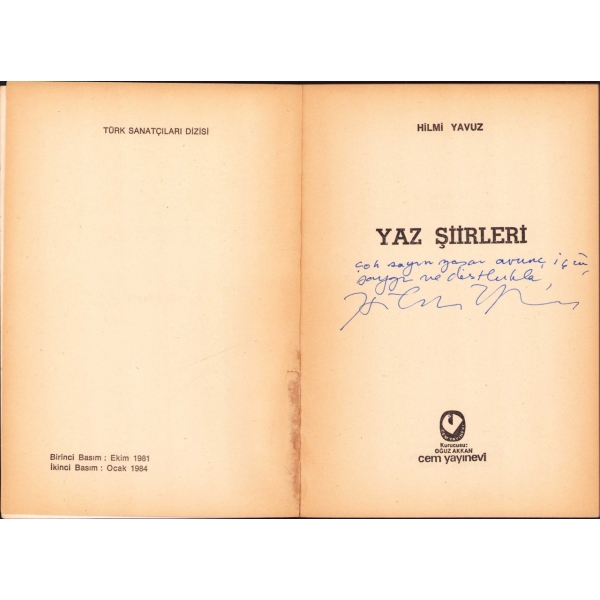 TÜRK SANATÇILARI DİZİSİ
Birinci Basım : Ekim 1981
İkinci Basım : Ocak 1984
HİLMİ YAVUZ
YAZ ŞİİRLERİ
çok sayın yaşar avunç için
saygı ve dostlukla,
Kurucusu:
OĞUZ AKKAN
cem yayınevi